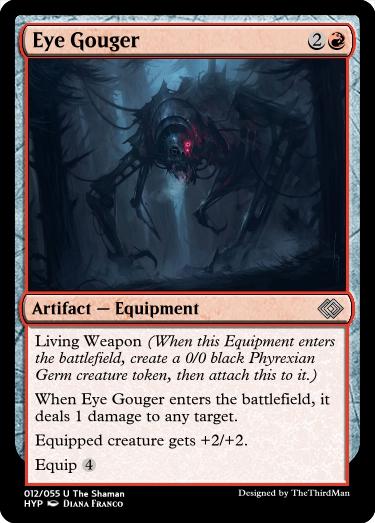 Eye Gouger 2
Artifact — Equipment
Living Weapon (When this Equipment enters
the battlefield, create a 0/0 black Phyrexian
Germ creature token, then attach this to it.)
When Eye Gouger enters the battlefield, it
deals 1 damage to any target.
Equipped creature gets +2/+2.
Equip 4
012/055 U The Shaman
Designed by TheThirdMan
HYP Diana Franco